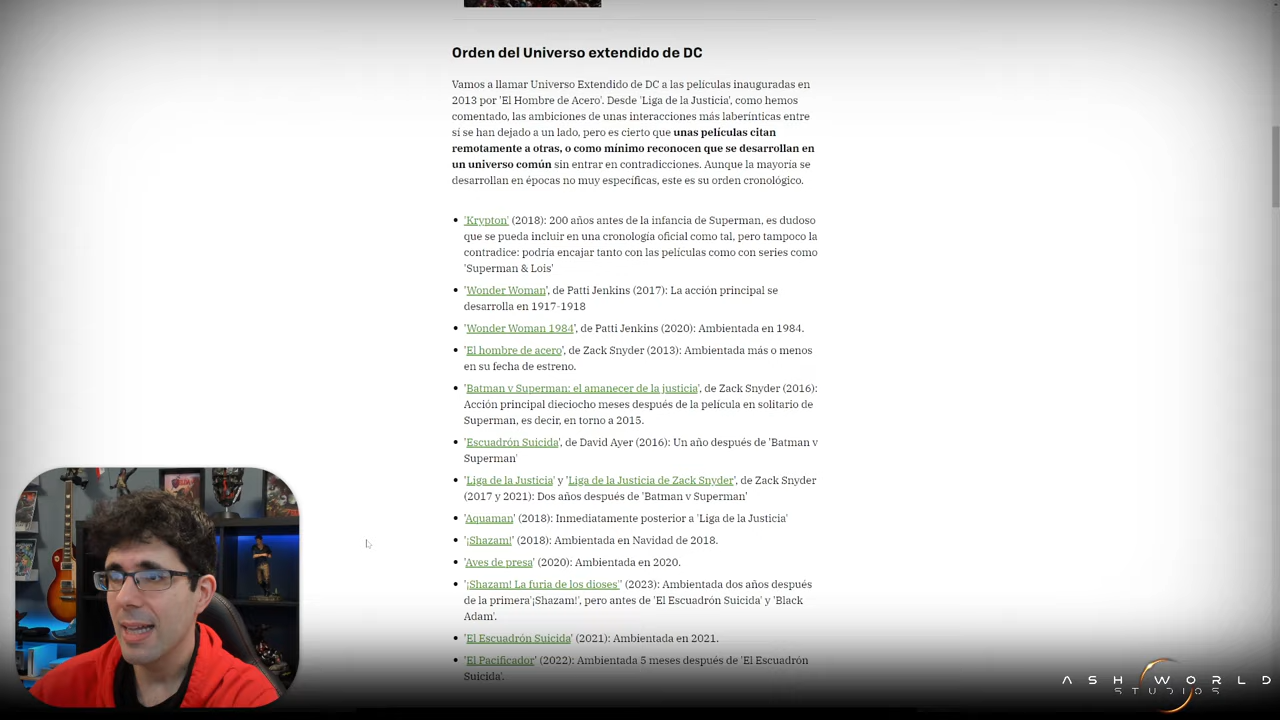 Orden del Universo extendido de DC
Vamos a llamar Universo Extendido de DC a las películas inauguradas en
2013 por 'El Hombre de Acero'. Desde 'Liga de la Justicia', como hemos
comentado, las ambiciones de unas interacciones más laberínticas entre
sí se han dejado a un lado, pero es cierto que unas películas citan
remotamente a otras, o como mínimo reconocen que se desarrollan en
un universo común sin entrar en contradicciones. Aunque la mayoría se
desarrollan en épocas no muy específicas, este es su orden cronológico.
• 'Krypton' (2018): 200 años antes de la infancia de Superman, es dudoso
que se pueda incluir en una cronología oficial como tal, pero tampoco la
contradice: podría encajar tanto con las películas como con series como
'Superman & Lois'
• 'Wonder Woman', de Patti Jenkins (2017): La acción principal se
desarrolla en 1917-1918
• 'Wonder Woman 1984', de Patti Jenkins (2020): Ambientada en 1984.
• 'El hombre de acero', de Zack Snyder (2013): Ambientada más o menos
en su fecha de estreno.
• 'Batman v Superman: el amanecer de la justicia', de Zack Snyder (2016):
Acción principal dieciocho meses después de la película en solitario de
Superman, es decir, en torno a 2015.
• 'Escuadrón Suicida', de David Ayer (2016): Un año después de 'Batman v
Superman'
• 'Liga de la Justicia' y 'Liga de la Justicia de Zack Snyder', de Zack Snyder
(2017 y 2021): Dos años después de 'Batman v Superman'
• 'Aquaman' (2018): Inmediatamente posterior a 'Liga de la Justicia'
• '¡Shazam!' (2018): Ambientada en Navidad de 2018.
• 'Aves de presa' (2020): Ambientada en 2020.
• '¡Shazam! La furia de los dioses'' (2023): Ambientada dos años después
de la primera'¡Shazam!', pero antes de 'El Escuadrón Suicida' y 'Black
Adam'.
• 'El Escuadrón Suicida' (2021): Ambientada en 2021.
• 'El Pacificador' (2022): Ambientada 5 meses después de 'El Escuadrón
Suicida'.
ASHWORLD
STUDIOS